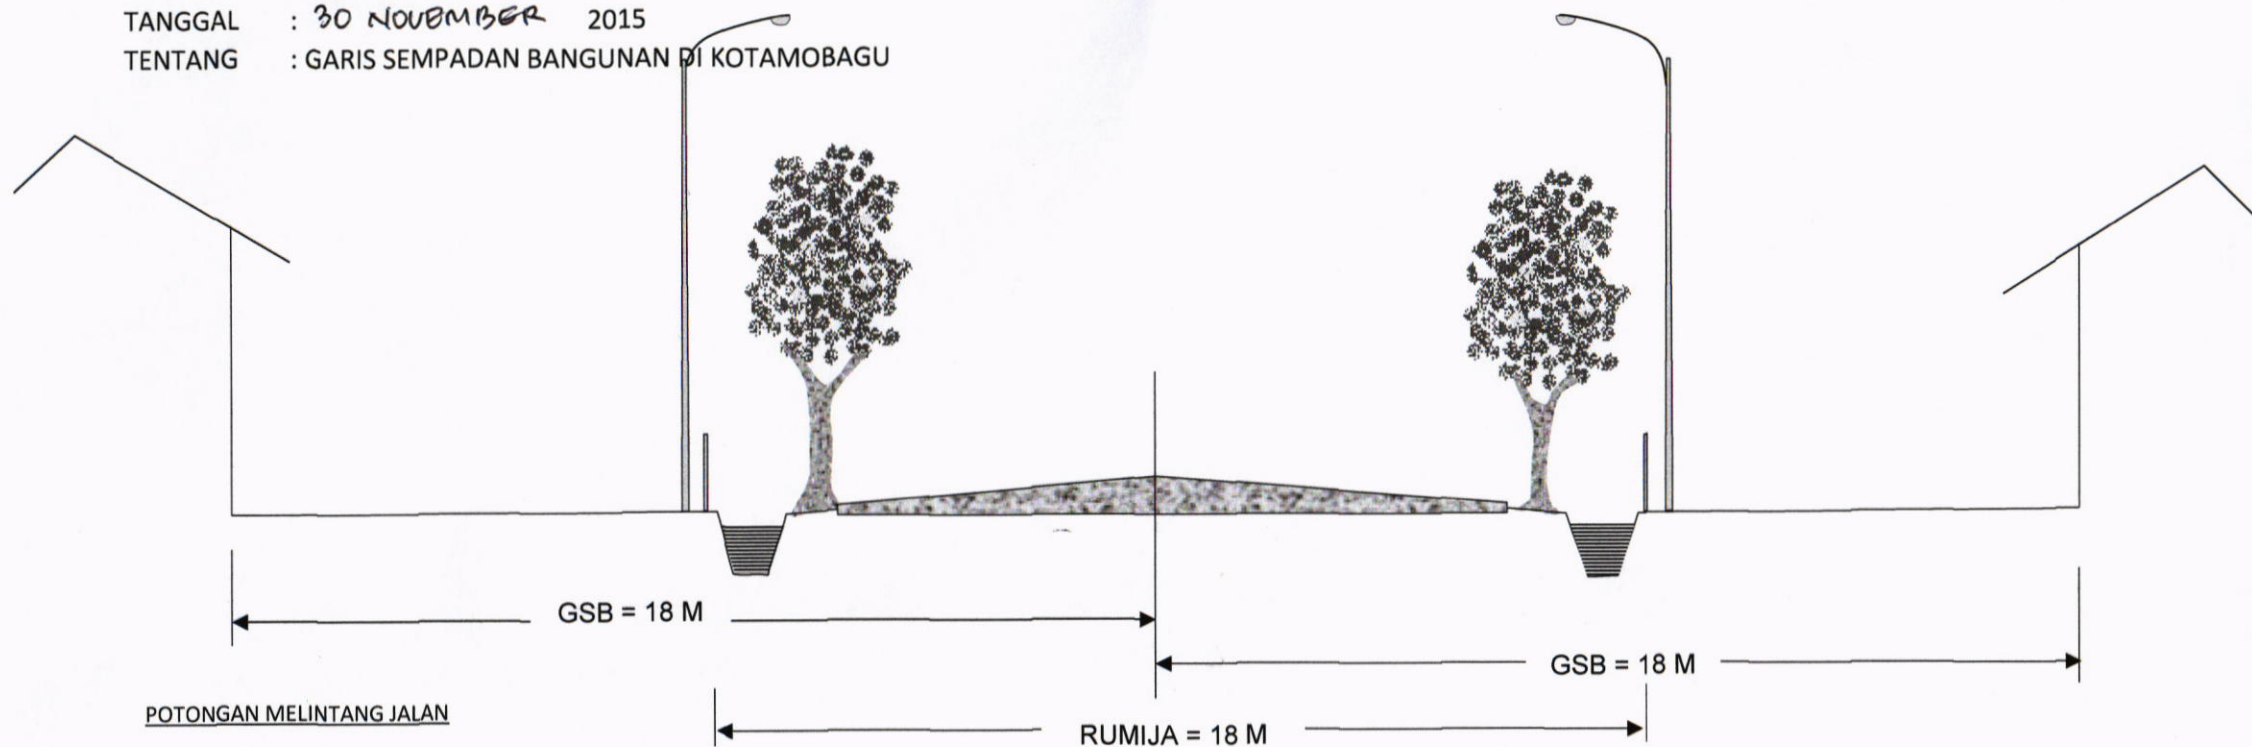 TANGGAL : 30 NOVEMBER 2015
TENTANG : GARIS SEMPADAN BANGUNAN DI KOTAMOBAGU
GSB = 18 M
GSB = 18 M
POTONGAN MELINTANG JALAN
RUMIJA = 18 M